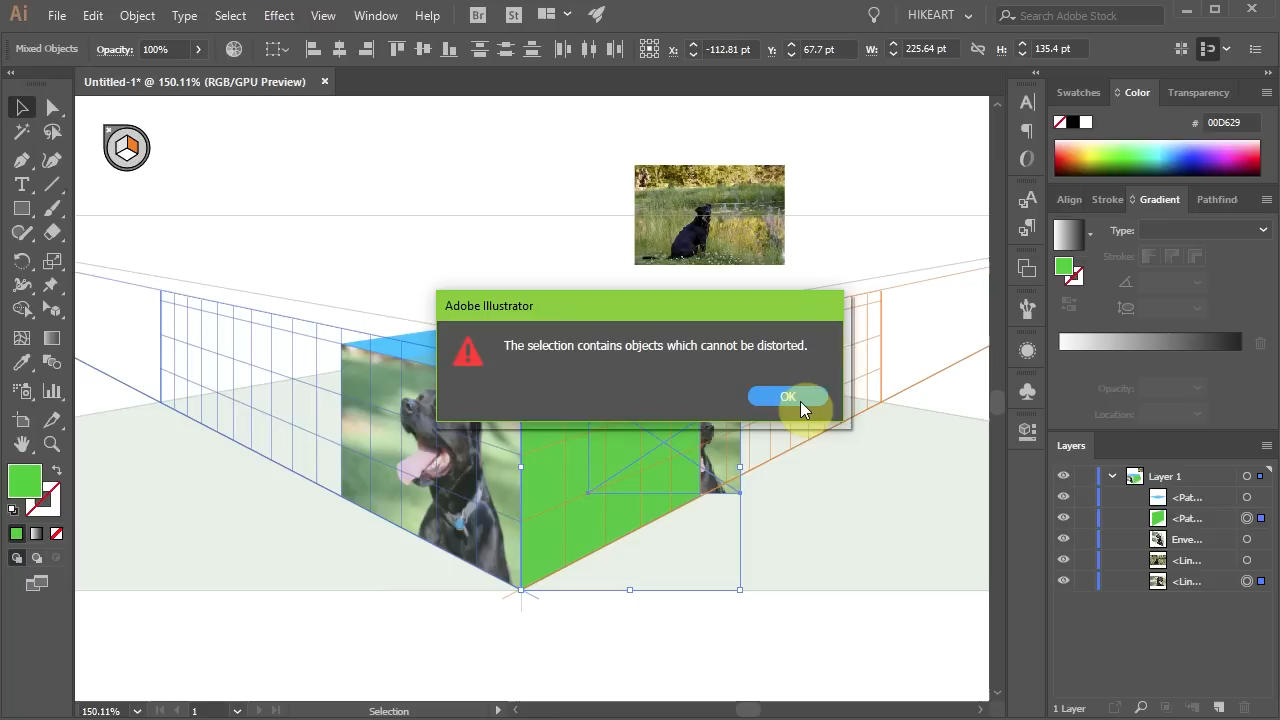 Ai File Edit Object Type Select Effect View Window Help Br St HIKEART Search Adobe Stock
Mixed Objects Opacity: 100% X: -112.81 pt Y: 67.7 pt W: 225.64 pt H: 135.4 pt
Untitled-1* @ 150.11% (RGB/GPU Preview)
Swatches Color Transparency
# 00D629
Align Stroke Gradient Pathfind
Type:
Stroke:
Opacity:
Location:
Adobe Illustrator
The selection contains objects which cannot be distorted.
OK
Layers
Layer 1
<Pat...
<Pat...
Enve...
<Lin...
<Lin...
1 Layer
150.11% 1 Selection